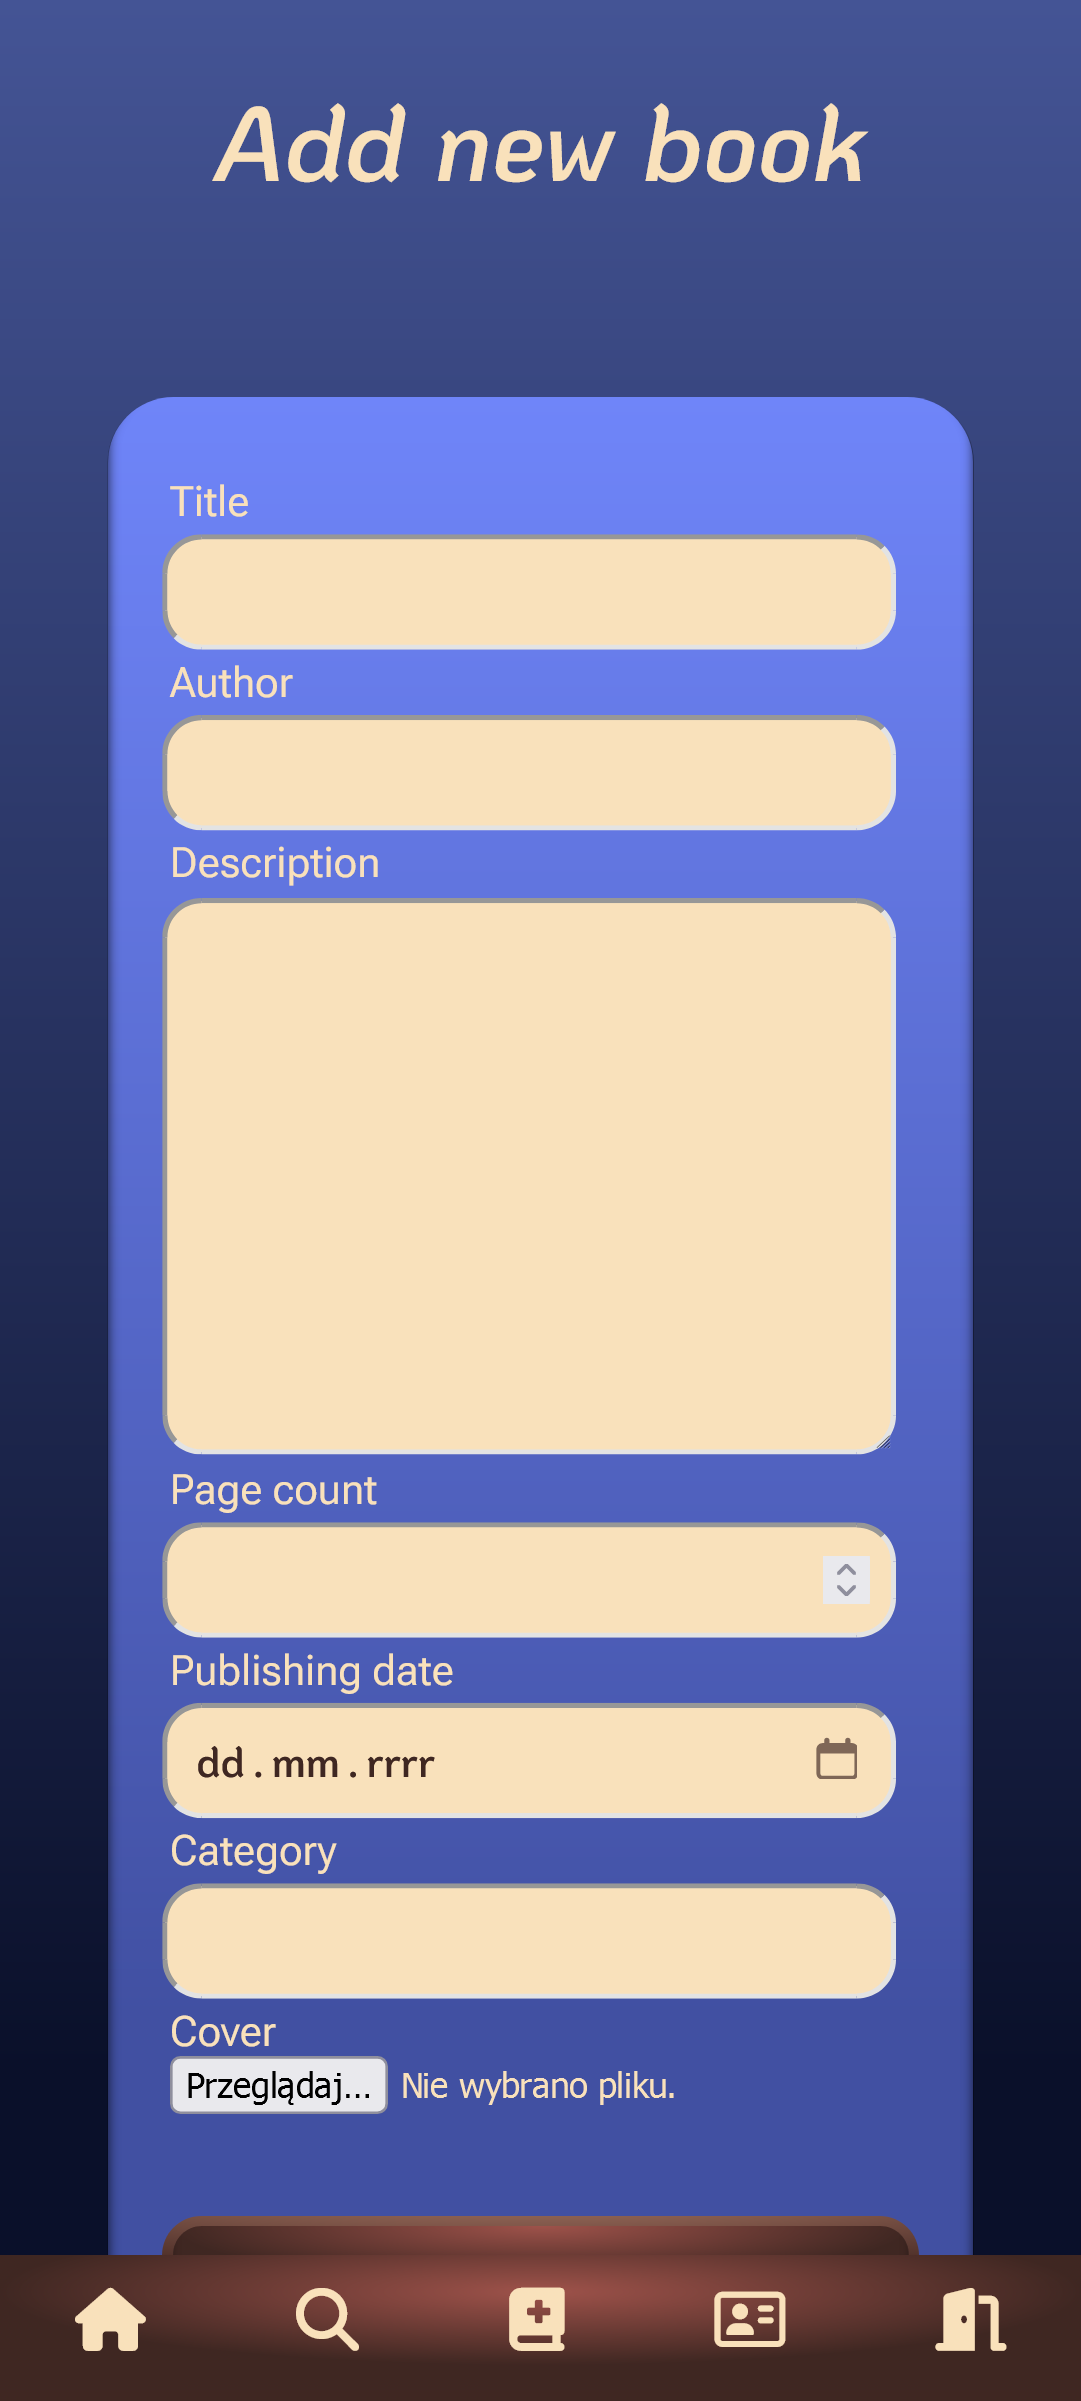 Add new book
Title
Author
Description
Page count
Publishing date
dd.mm.rrrr
Category
Cover
Przeglądaj... Nie wybrano pliku.